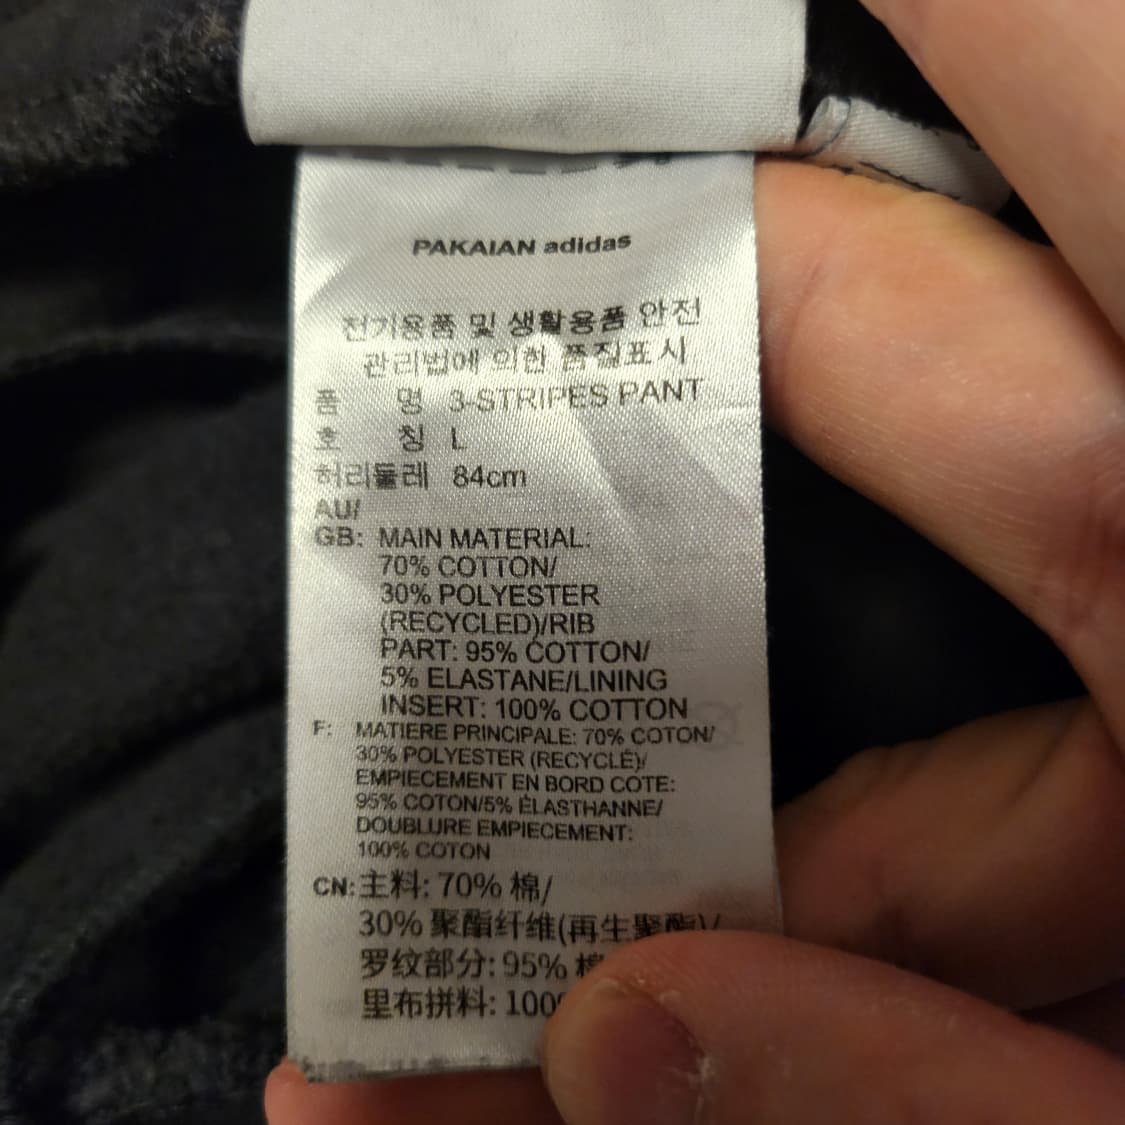 PAKAIAN adidas
전기용품 및 생활용품 안전
관리법에 의한 품질표시
품 명 3-STRIPES PANT
호 칭 L
허리둘레 84cm
AU/
GB: MAIN MATERIAL:
70% COTTON/
30% POLYESTER
(RECYCLED)/RIB
PART: 95% COTTON/
5% ELASTANE/LINING
INSERT: 100% COTTON
F: MATIERE PRINCIPALE: 70% COTON/
30% POLYESTER (RECYCLÉ)/
EMPIECEMENT EN BORD COTE:
95% COTON/5% ÉLASTHANNE/
DOUBLURE EMPIECEMENT:
100% COTON
CN: 主料: 70% 棉/
30% 聚酯纤维(再生聚酯)/
罗纹部分: 95%
里布拼料: